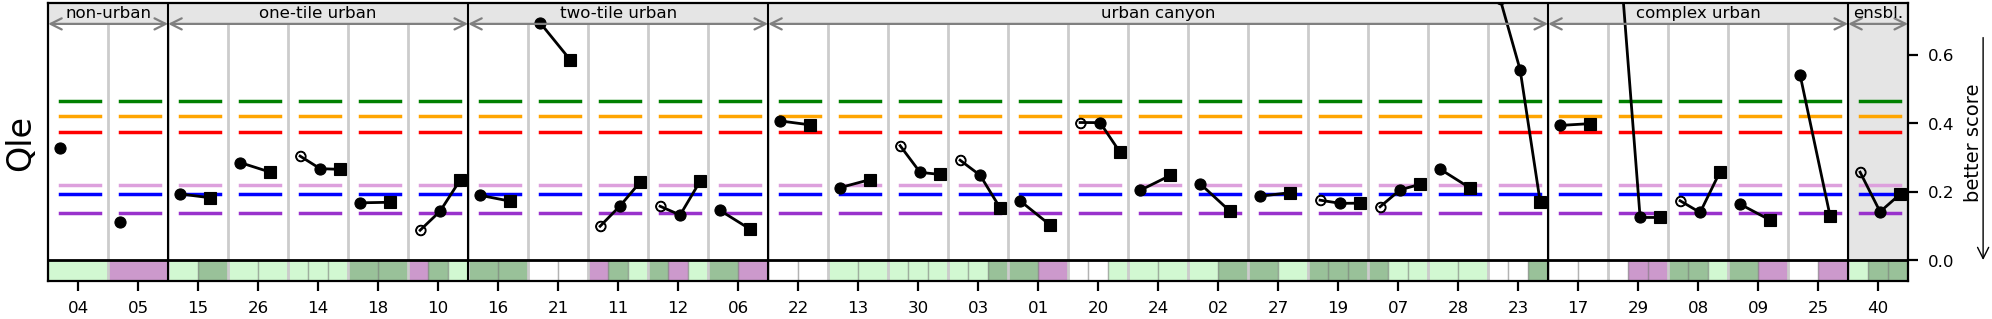 non-urban one-tile urban two-tile urban urban canyon complex urban ensbl.
Qle
0.6
0.4
0.2
0.0
better score
04 05 15 26 14 18 10 16 21 11 12 06 22 13 30 03 01 20 24 02 27 19 07 28 23 17 29 08 09 25 40